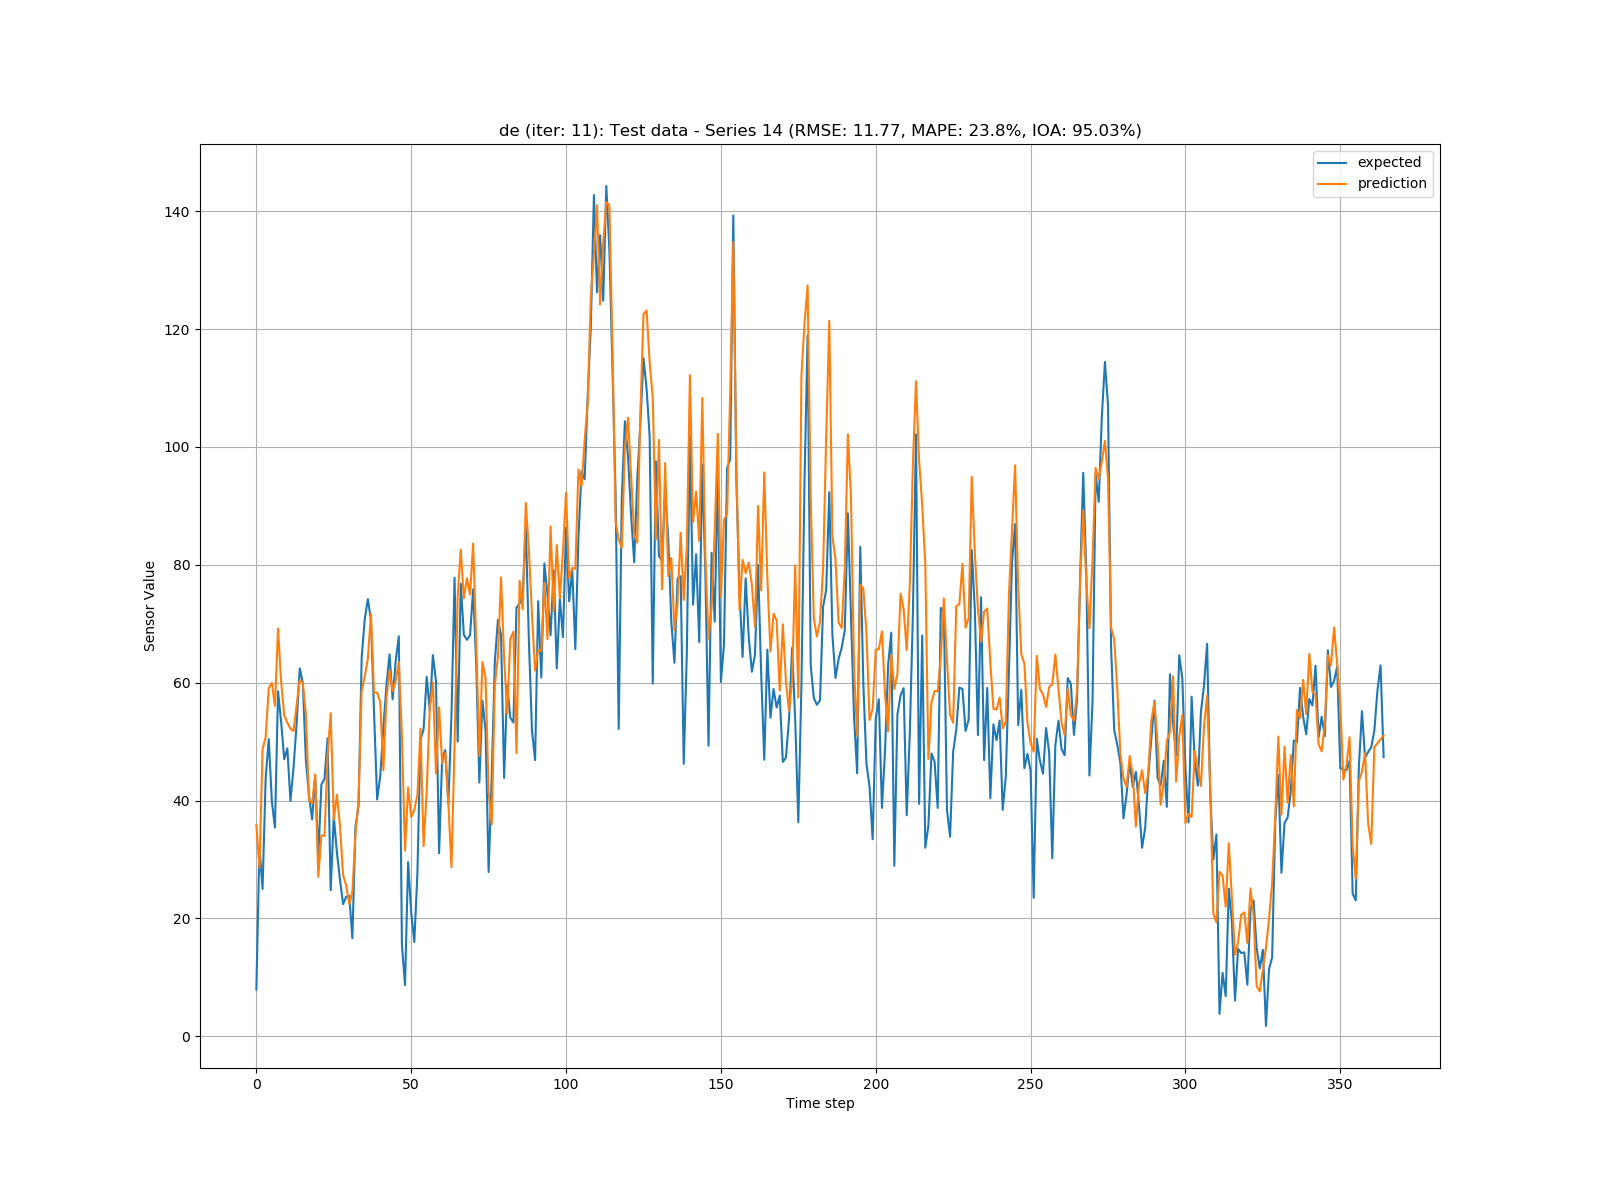 de (iter: 11): Test data - Series 14 (RMSE: 11.77, MAPE: 23.8%, IOA: 95.03%)
expected
prediction
Sensor Value
140
120
100
80
60
40
20
0
0 50 100 150 200 250 300 350
Time step